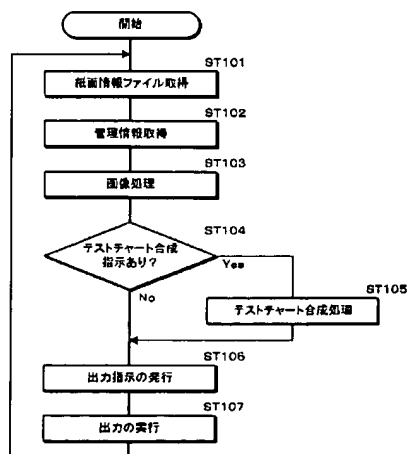 開始
ST101
紙面情報ファイル取得
ST102
管理情報取得
ST103
画像処理
ST104
テストチャート合成
指示あり?
Yes
No
ST105
テストチャート合成処理
ST106
出力指示の発行
ST107
出力の実行